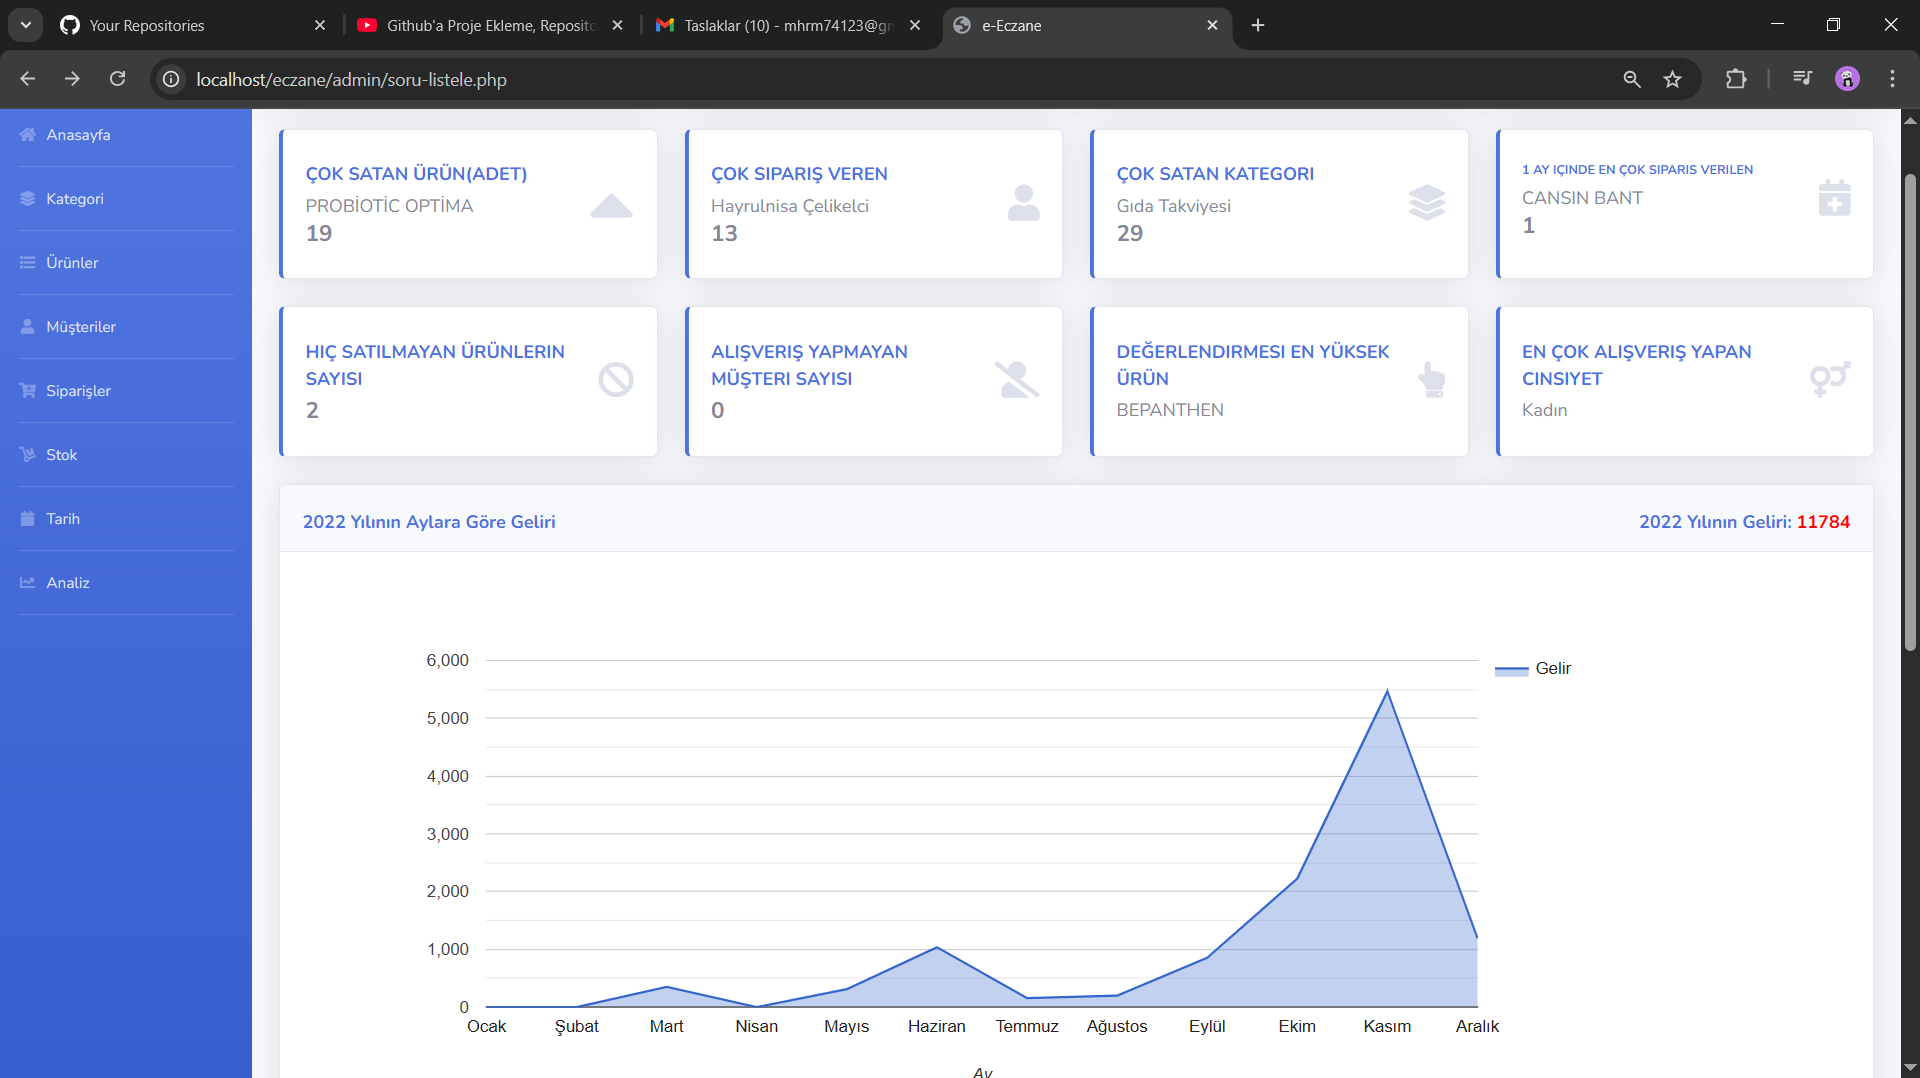 Your Repositories
Github'a Proje Ekleme, Reposito
Taslaklar (10) - mhrm74123@gm
e-Eczane
localhost/eczane/admin/soru-listele.php
Anasayfa
Kategori
Ürünler
Müşteriler
Siparişler
Stok
Tarih
Analiz
ÇOK SATAN ÜRÜN(ADET)
PROBİOTİC OPTİMA
19
ÇOK SIPARIŞ VEREN
Hayrulnisa Çelikelci
13
ÇOK SATAN KATEGORI
Gıda Takviyesi
29
1 AY IÇINDE EN ÇOK SIPARIS VERILEN
CANSIN BANT
1
HIÇ SATILMAYAN ÜRÜNLERIN
SAYISI
2
ALIŞVERIŞ YAPMAYAN
MÜŞTERI SAYISI
0
DEĞERLENDIRMESI EN YÜKSEK
ÜRÜN
BEPANTHEN
EN ÇOK ALIŞVERIŞ YAPAN
CINSIYET
Kadın
2022 Yılının Aylara Göre Geliri
2022 Yılının Geliri: 11784
6,000
5,000
4,000
3,000
2,000
1,000
0
Gelir
Ocak Şubat Mart Nisan Mayıs Haziran Temmuz Ağustos Eylül Ekim Kasım Aralık
Ay